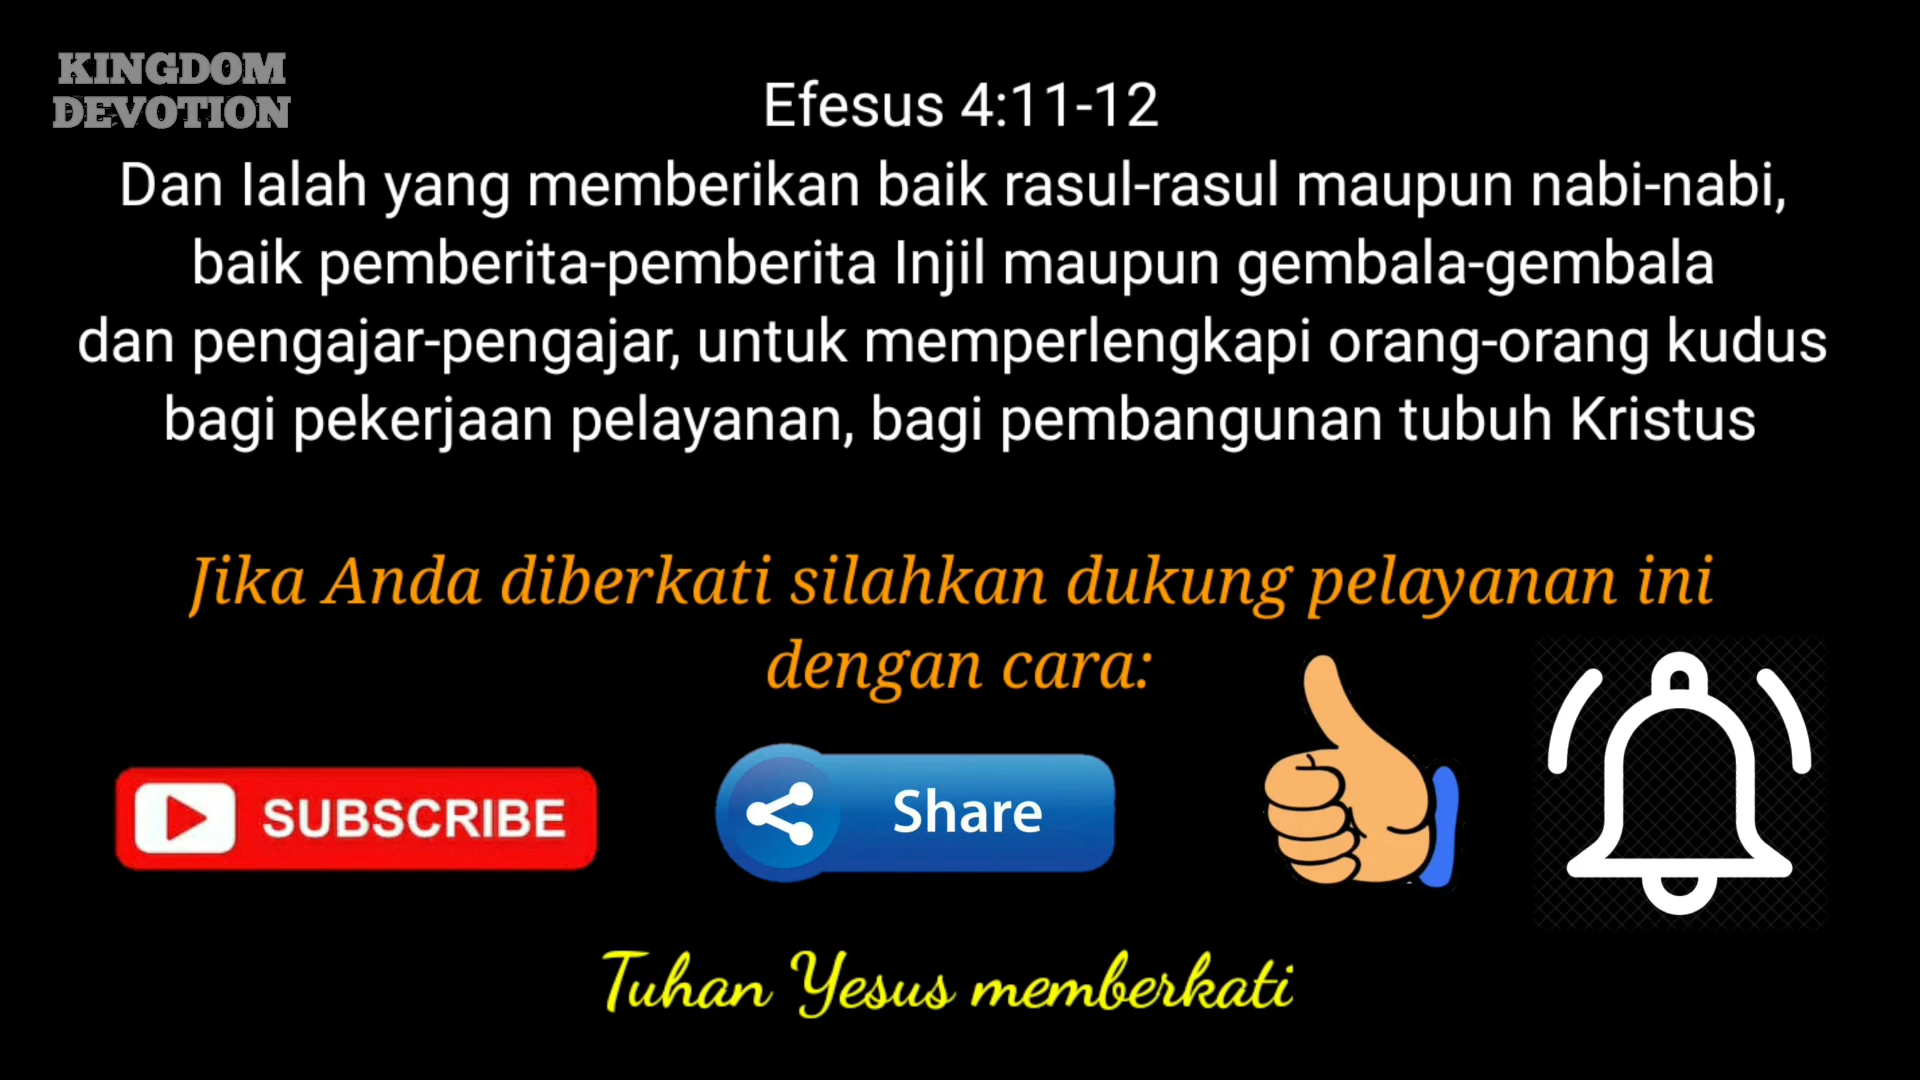 KINGDOM
DEVOTION
Efesus 4:11-12
Dan Ialah yang memberikan baik rasul-rasul maupun nabi-nabi,
baik pemberita-pemberita Injil maupun gembala-gembala
dan pengajar-pengajar, untuk memperlengkapi orang-orang kudus
bagi pekerjaan pelayanan, bagi pembangunan tubuh Kristus
Jika Anda diberkati silahkan dukung pelayanan ini
dengan cara:
SUBSCRIBE
Share
Tuhan Yesus memberkati